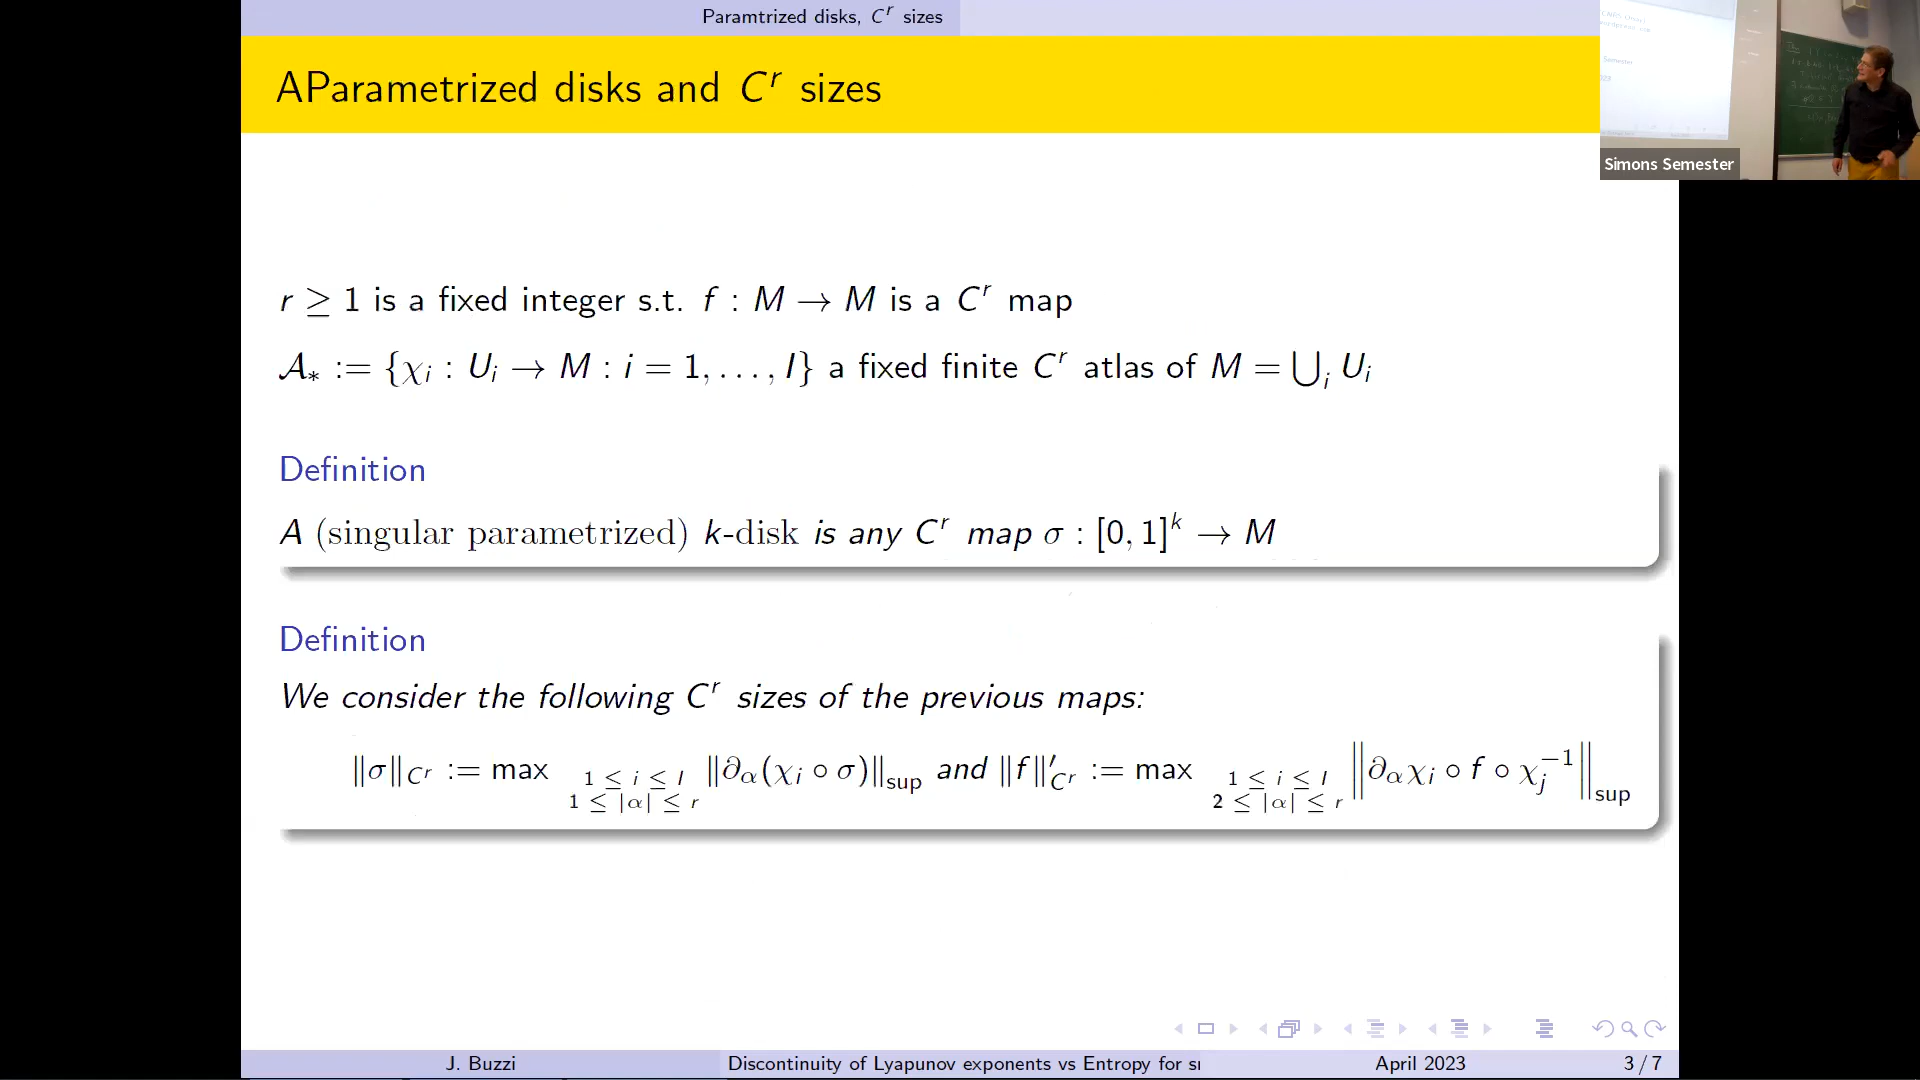 Paramtrized disks, C^r sizes
AParametrized disks and C^r sizes
Simons Semester
r ≥ 1 is a fixed integer s.t. f : M → M is a C^r map
𝒜_* := {χ_i : U_i → M : i = 1, . . . , I} a fixed finite C^r atlas of M = ⋃_i U_i
Definition
A (singular parametrized) k-disk is any C^r map σ : [0, 1]^k → M
Definition
We consider the following C^r sizes of the previous maps:
‖σ‖_{C^r} := max_{1 ≤ i ≤ I, 1 ≤ |α| ≤ r} ‖∂_α(χ_i ∘ σ)‖_sup and ‖f‖'_{C^r} := max_{1 ≤ i ≤ I, 2 ≤ |α| ≤ r} ‖∂_α χ_i ∘ f ∘ χ_j^{-1}‖_sup
J. Buzzi
Discontinuity of Lyapunov exponents vs Entropy for
April 2023
3 / 7